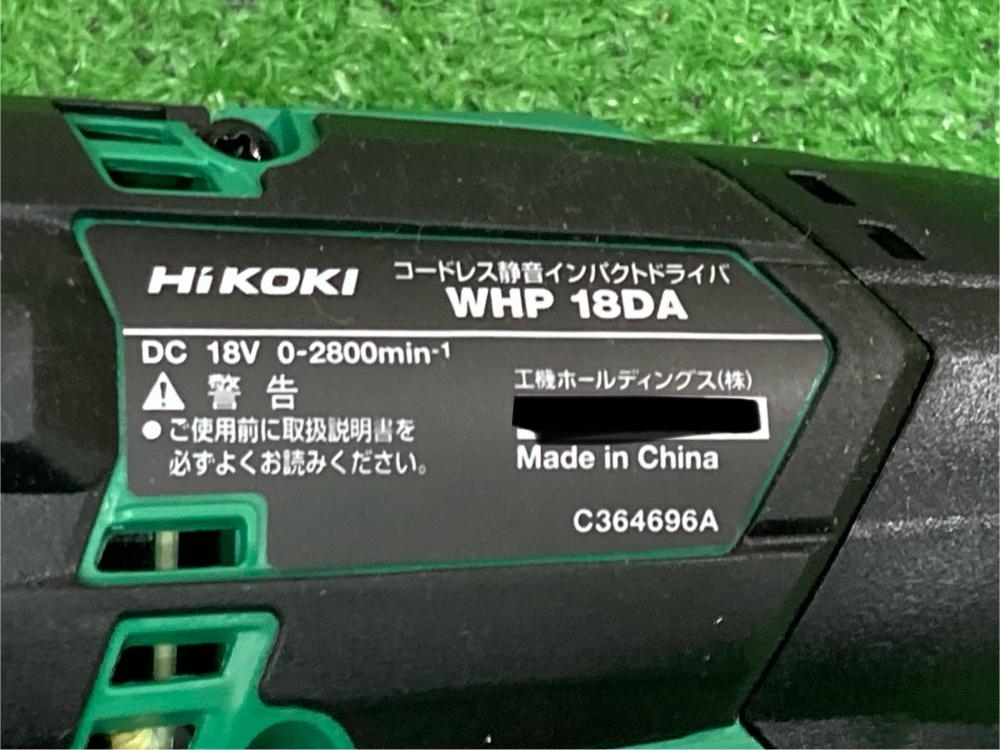 HiKOKI
コードレス静音インパクトドライバ
WHP 18DA
DC 18V 0-2800min-1
警告
●ご使用前に取扱説明書を
必ずよくお読みください。
工機ホールディングス(株)
Made in China
C364696A